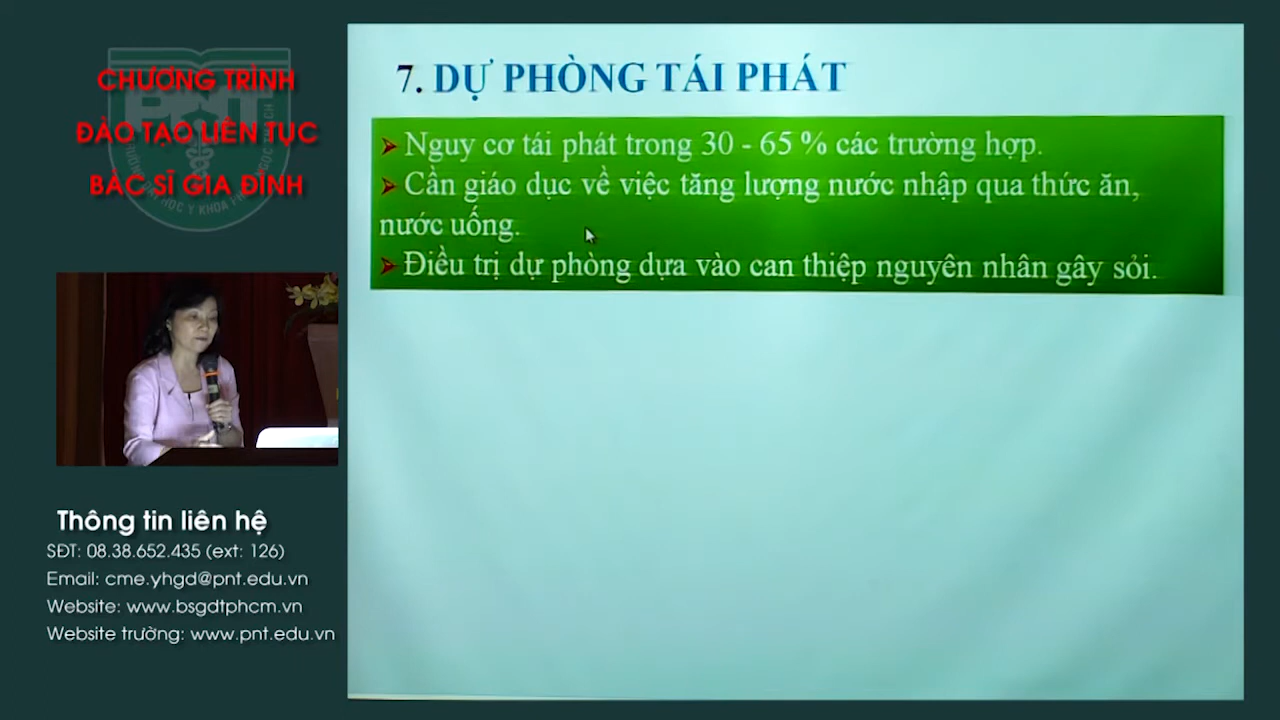 CHƯƠNG TRÌNH
ĐÀO TẠO LIÊN TỤC
BÁC SĨ GIA ĐÌNH
PNT
7. DỰ PHÒNG TÁI PHÁT
➢ Nguy cơ tái phát trong 30 - 65 % các trường hợp.
➢ Cần giáo dục về việc tăng lượng nước nhập qua thức ăn,
nước uống.
➢ Điều trị dự phòng dựa vào can thiệp nguyên nhân gây sỏi.
Thông tin liên hệ
SĐT: 08.38.652.435 (ext: 126)
Email: cme.yhgd@pnt.edu.vn
Website: www.bsgdtphcm.vn
Website trường: www.pnt.edu.vn